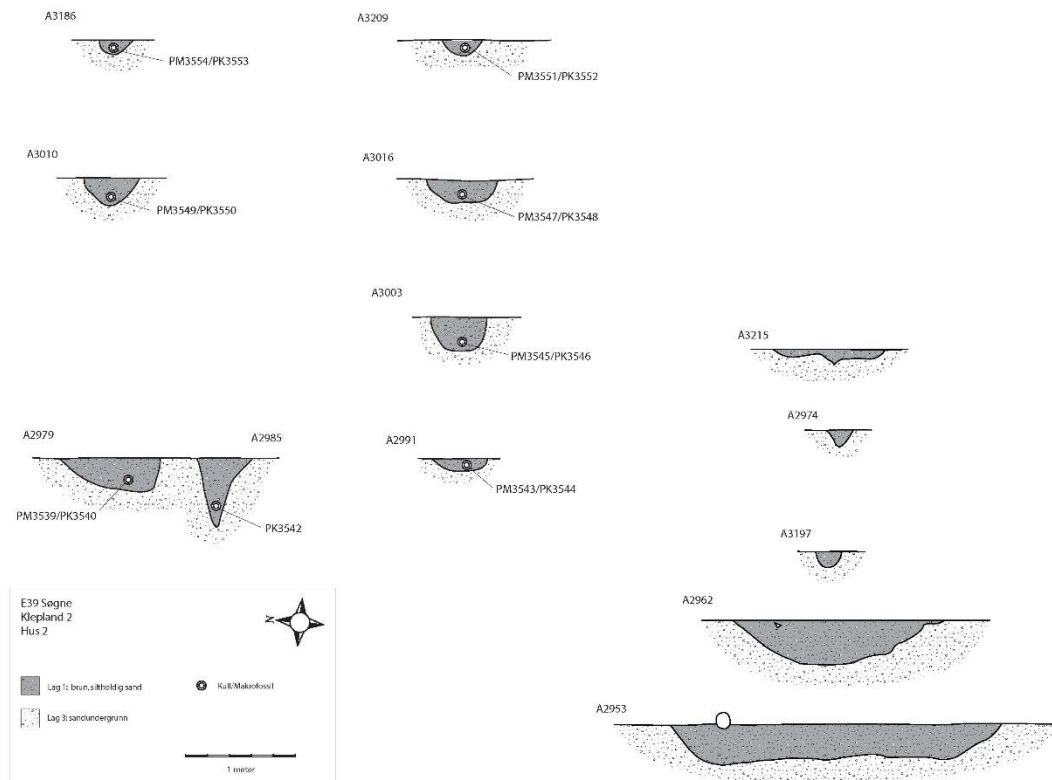 A3186
A3209
PM3554/PK3553
PM3551/PK3552
A3010
A3016
PM3549/PK3550
PM3547/PK3548
A3003
PM3545/PK3546
A3215
A2974
A2979
A2985
A2991
PM3539/PK3540
PK3542
PM3543/PK3544
A3197
A2962
A2953
E39 Søgne
Klepland 2
Hus 2
N
Lag 1: brun, siltholdig sand
Kull/Makrofossil
Lag 3: sandundergrunn
1 meter